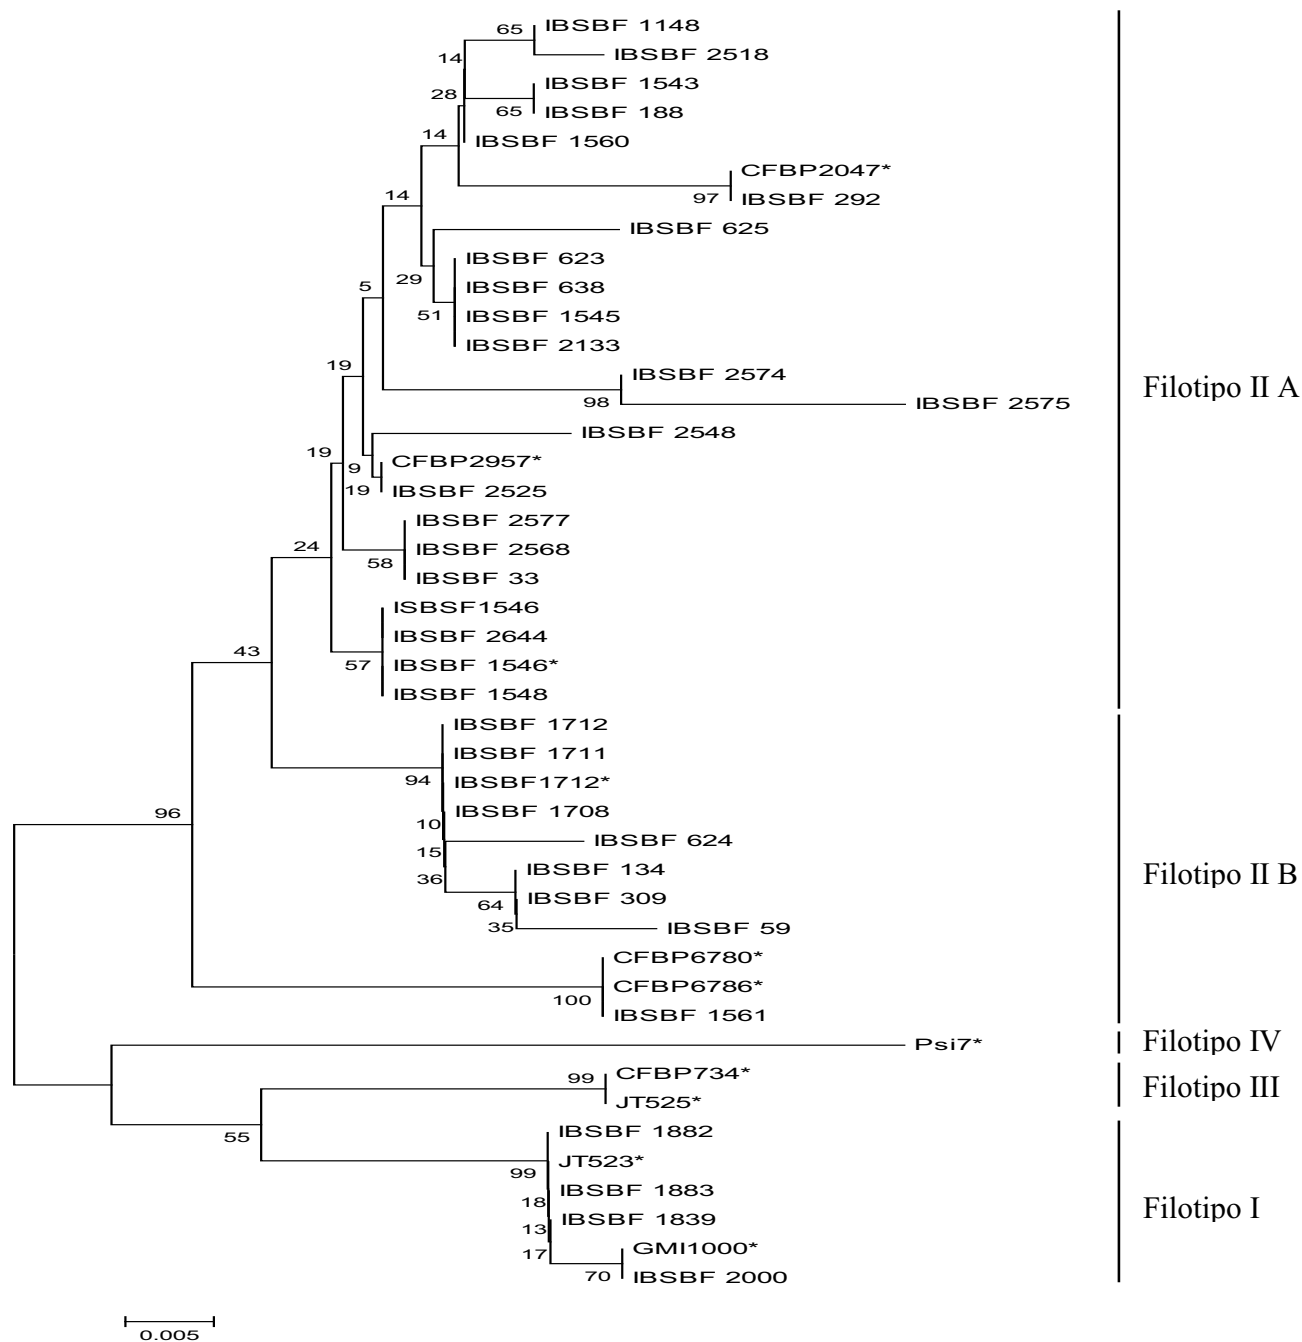 65
IBSBF 1148
IBSBF 2518
14
IBSBF 1543
28
65
IBSBF 188
14
IBSBF 1560
CFBP2047*
97
IBSBF 292
14
IBSBF 625
IBSBF 623
29
IBSBF 638
5
51
IBSBF 1545
IBSBF 2133
19
IBSBF 2574
Filotipo II A
98
IBSBF 2575
IBSBF 2548
19
9
CFBP2957*
19
IBSBF 2525
IBSBF 2577
24
58
IBSBF 2568
IBSBF 33
ISBSF1546
IBSBF 2644
43
57
IBSBF 1546*
IBSBF 1548
IBSBF 1712
IBSBF 1711
94
IBSBF1712*
96
IBSBF 1708
10
IBSBF 624
15
IBSBF 134
Filotipo II B
36
64
IBSBF 309
35
IBSBF 59
CFBP6780*
CFBP6786*
100
IBSBF 1561
Psi7*
Filotipo IV
99
CFBP734*
Filotipo III
JT525*
55
IBSBF 1882
99
JT523*
18
IBSBF 1883
Filotipo I
13
IBSBF 1839
17
GMI1000*
70
IBSBF 2000
0.005